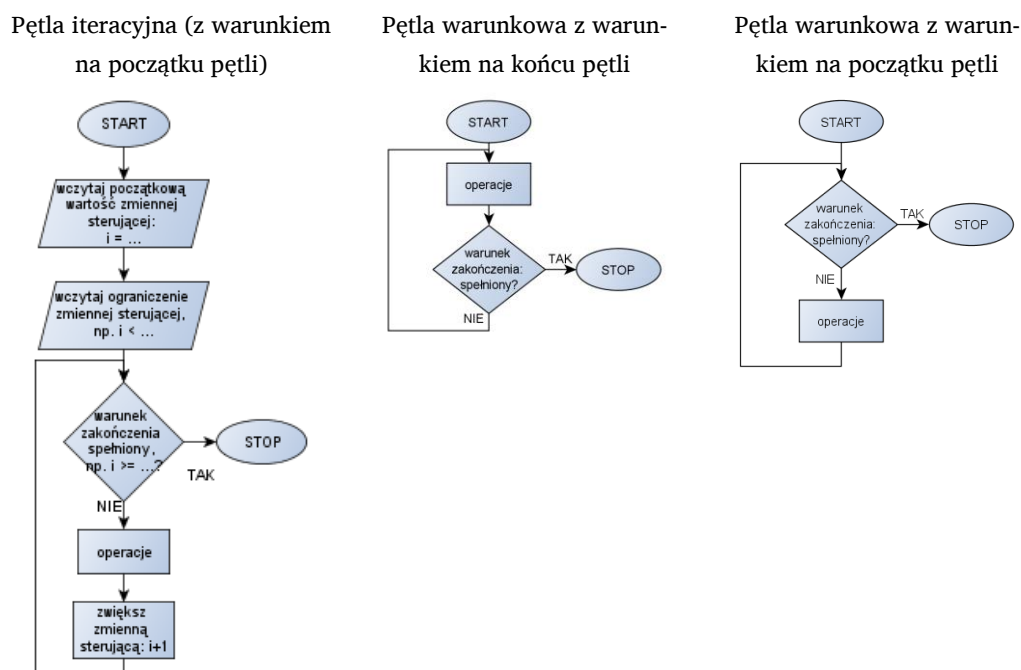 Pętla iteracyjna (z warunkiem
na początku pętli)
START
wczytaj początkową
wartość zmiennej
sterującej:
i = ...
wczytaj ograniczenie
zmiennej sterującej,
np. i < ...
warunek
zakończenia
spełniony,
np. i >= ...?
TAK
STOP
NIE
operacje
zwiększ
zmienną
sterującą: i+1
Pętla warunkowa z warun-
kiem na końcu pętli
START
operacje
warunek
zakończenia:
spełniony?
TAK
STOP
NIE
Pętla warunkowa z warun-
kiem na początku pętli
START
warunek
zakończenia:
spełniony?
TAK
STOP
NIE
operacje